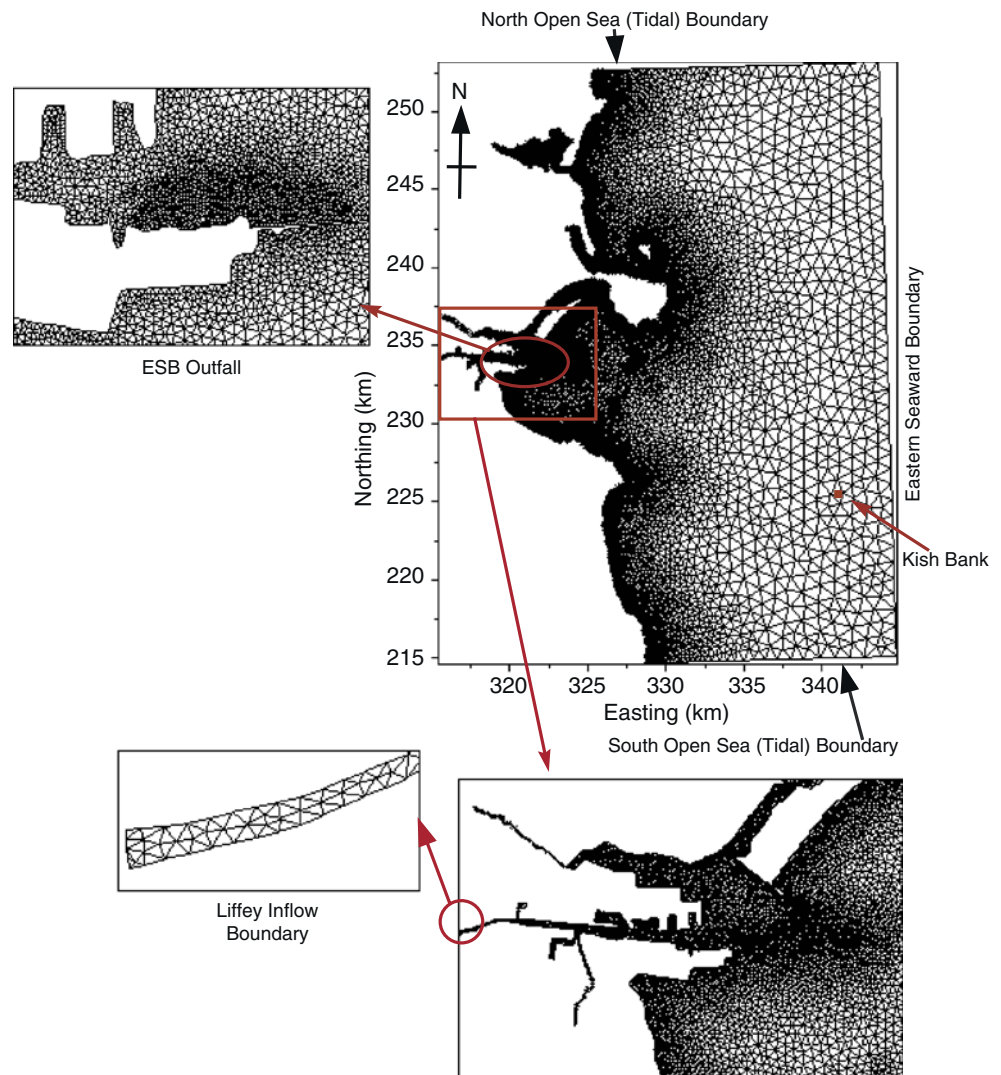 North Open Sea (Tidal) Boundary
N
250
245
240
235
230
225
220
215
Northing (km)
320
325
330
335
340
Easting (km)
Eastern Seaward Boundary
Kish Bank
South Open Sea (Tidal) Boundary
ESB Outfall
Liffey Inflow
Boundary